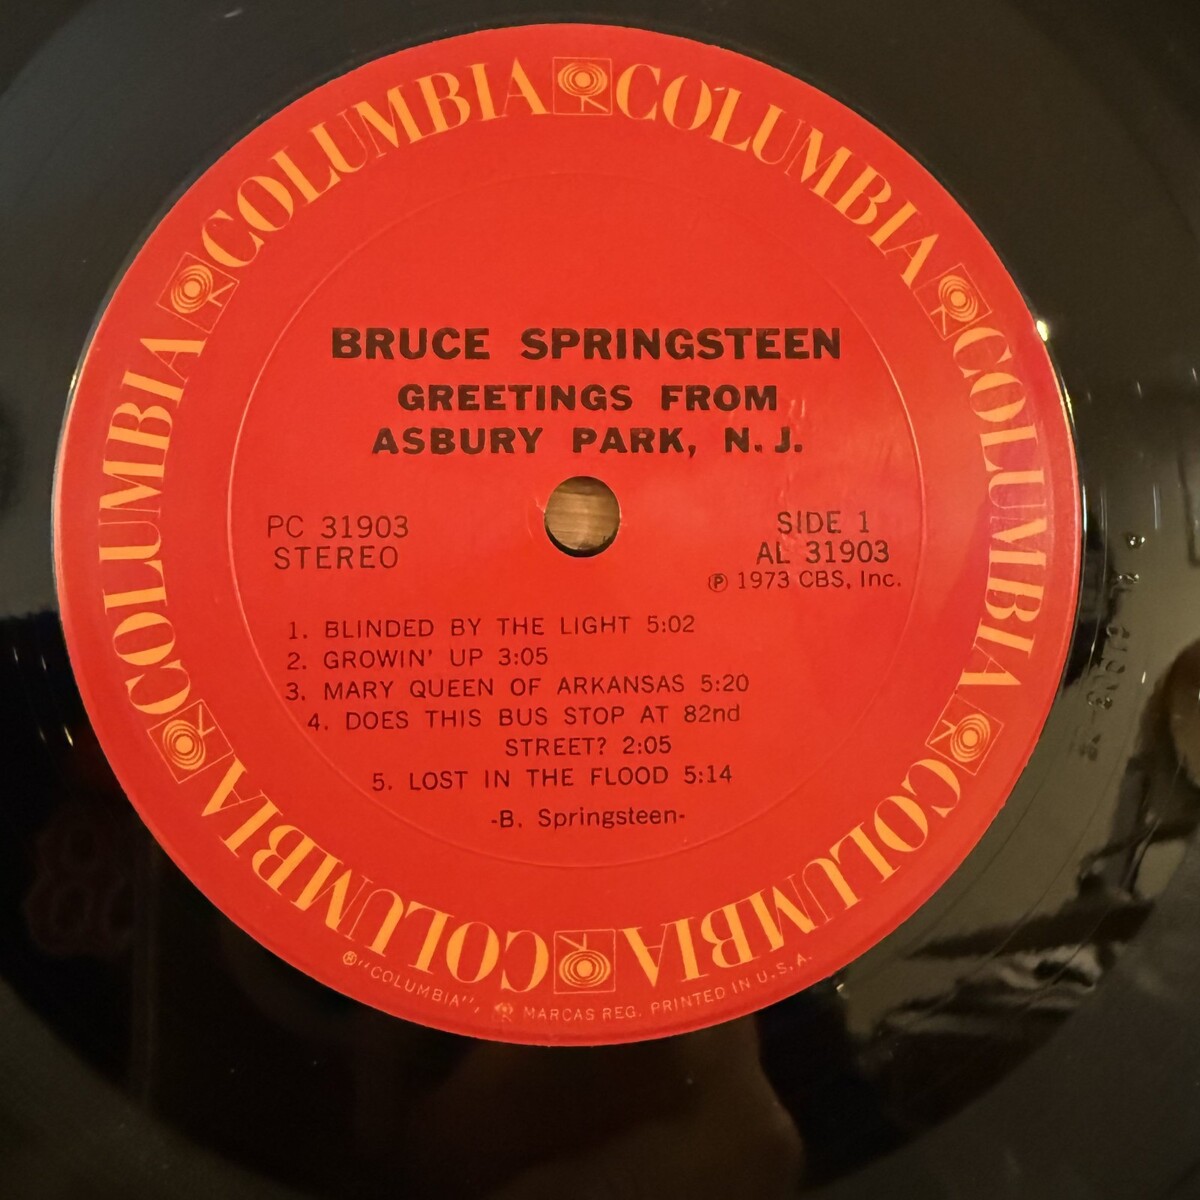 COLUMBIA COLUMBIA COLUMBIA COLUMBIA COLUMBIA COLUMBIA
BRUCE SPRINGSTEEN
GREETINGS FROM
ASBURY PARK, N. J.
PC 31903
STEREO
SIDE 1
AL 31903
℗ 1973 CBS, Inc.
1. BLINDED BY THE LIGHT 5:02
2. GROWIN' UP 3:05
3. MARY QUEEN OF ARKANSAS 5:20
4. DOES THIS BUS STOP AT 82nd
STREET? 2:05
5. LOST IN THE FLOOD 5:14
-B. Springsteen-
® "COLUMBIA", MARCAS REG. PRINTED IN U.S.A.